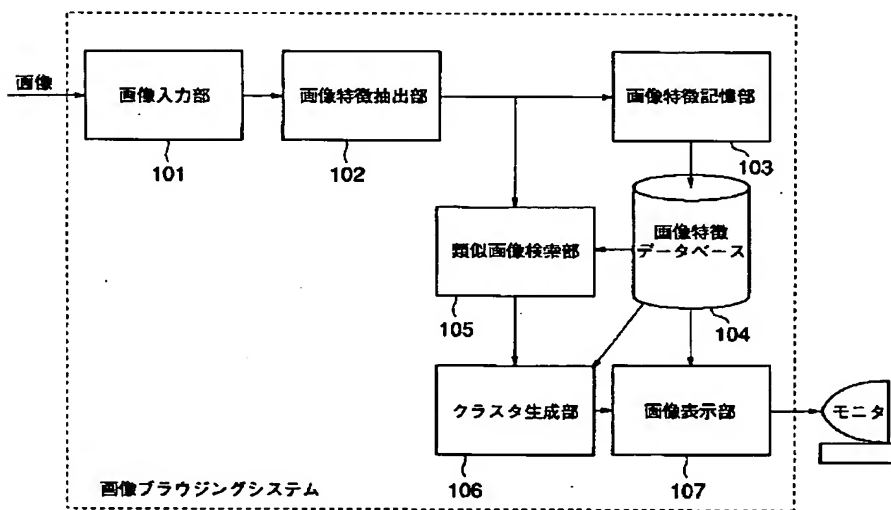 画像
画像入力部
101
画像特徴抽出部
102
画像特徴記憶部
103
類似画像検索部
105
画像特徴
データベース
104
クラスタ生成部
106
画像表示部
107
モニタ
画像ブラウジングシステム